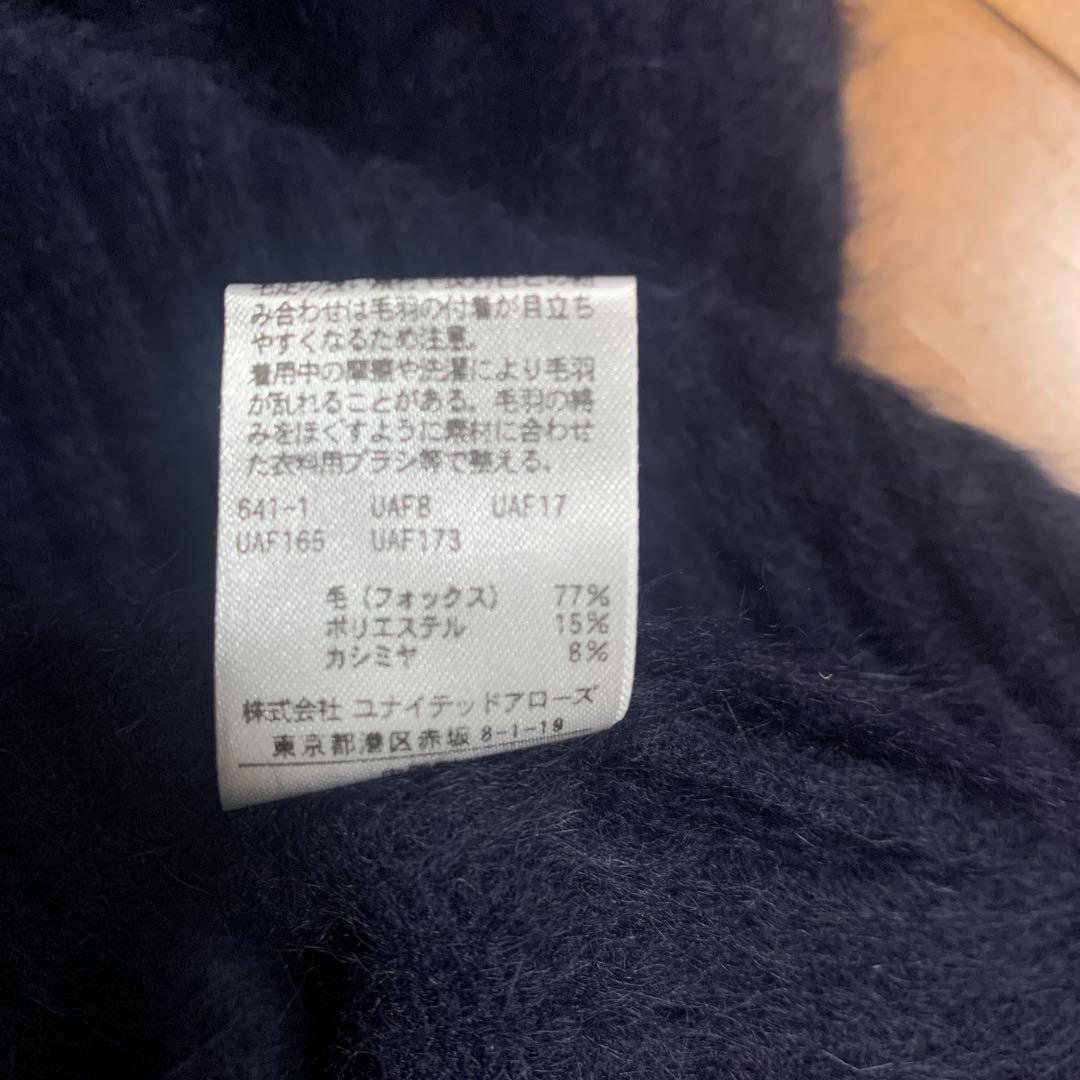 み合わせは毛羽の付着が目立ち
やすくなるため注意。
着用中の摩擦や洗濯により毛羽
が乱れることがある。毛羽の絡
みをほぐすように素材に合わせ
た衣料用ブラシ等で整える。
641-1 UAF8 UAF17
UAF165 UAF173
毛(フォックス) 77%
ポリエステル 15%
カシミヤ 8%
株式会社 ユナイテッドアローズ
東京都港区赤坂 8-1-19